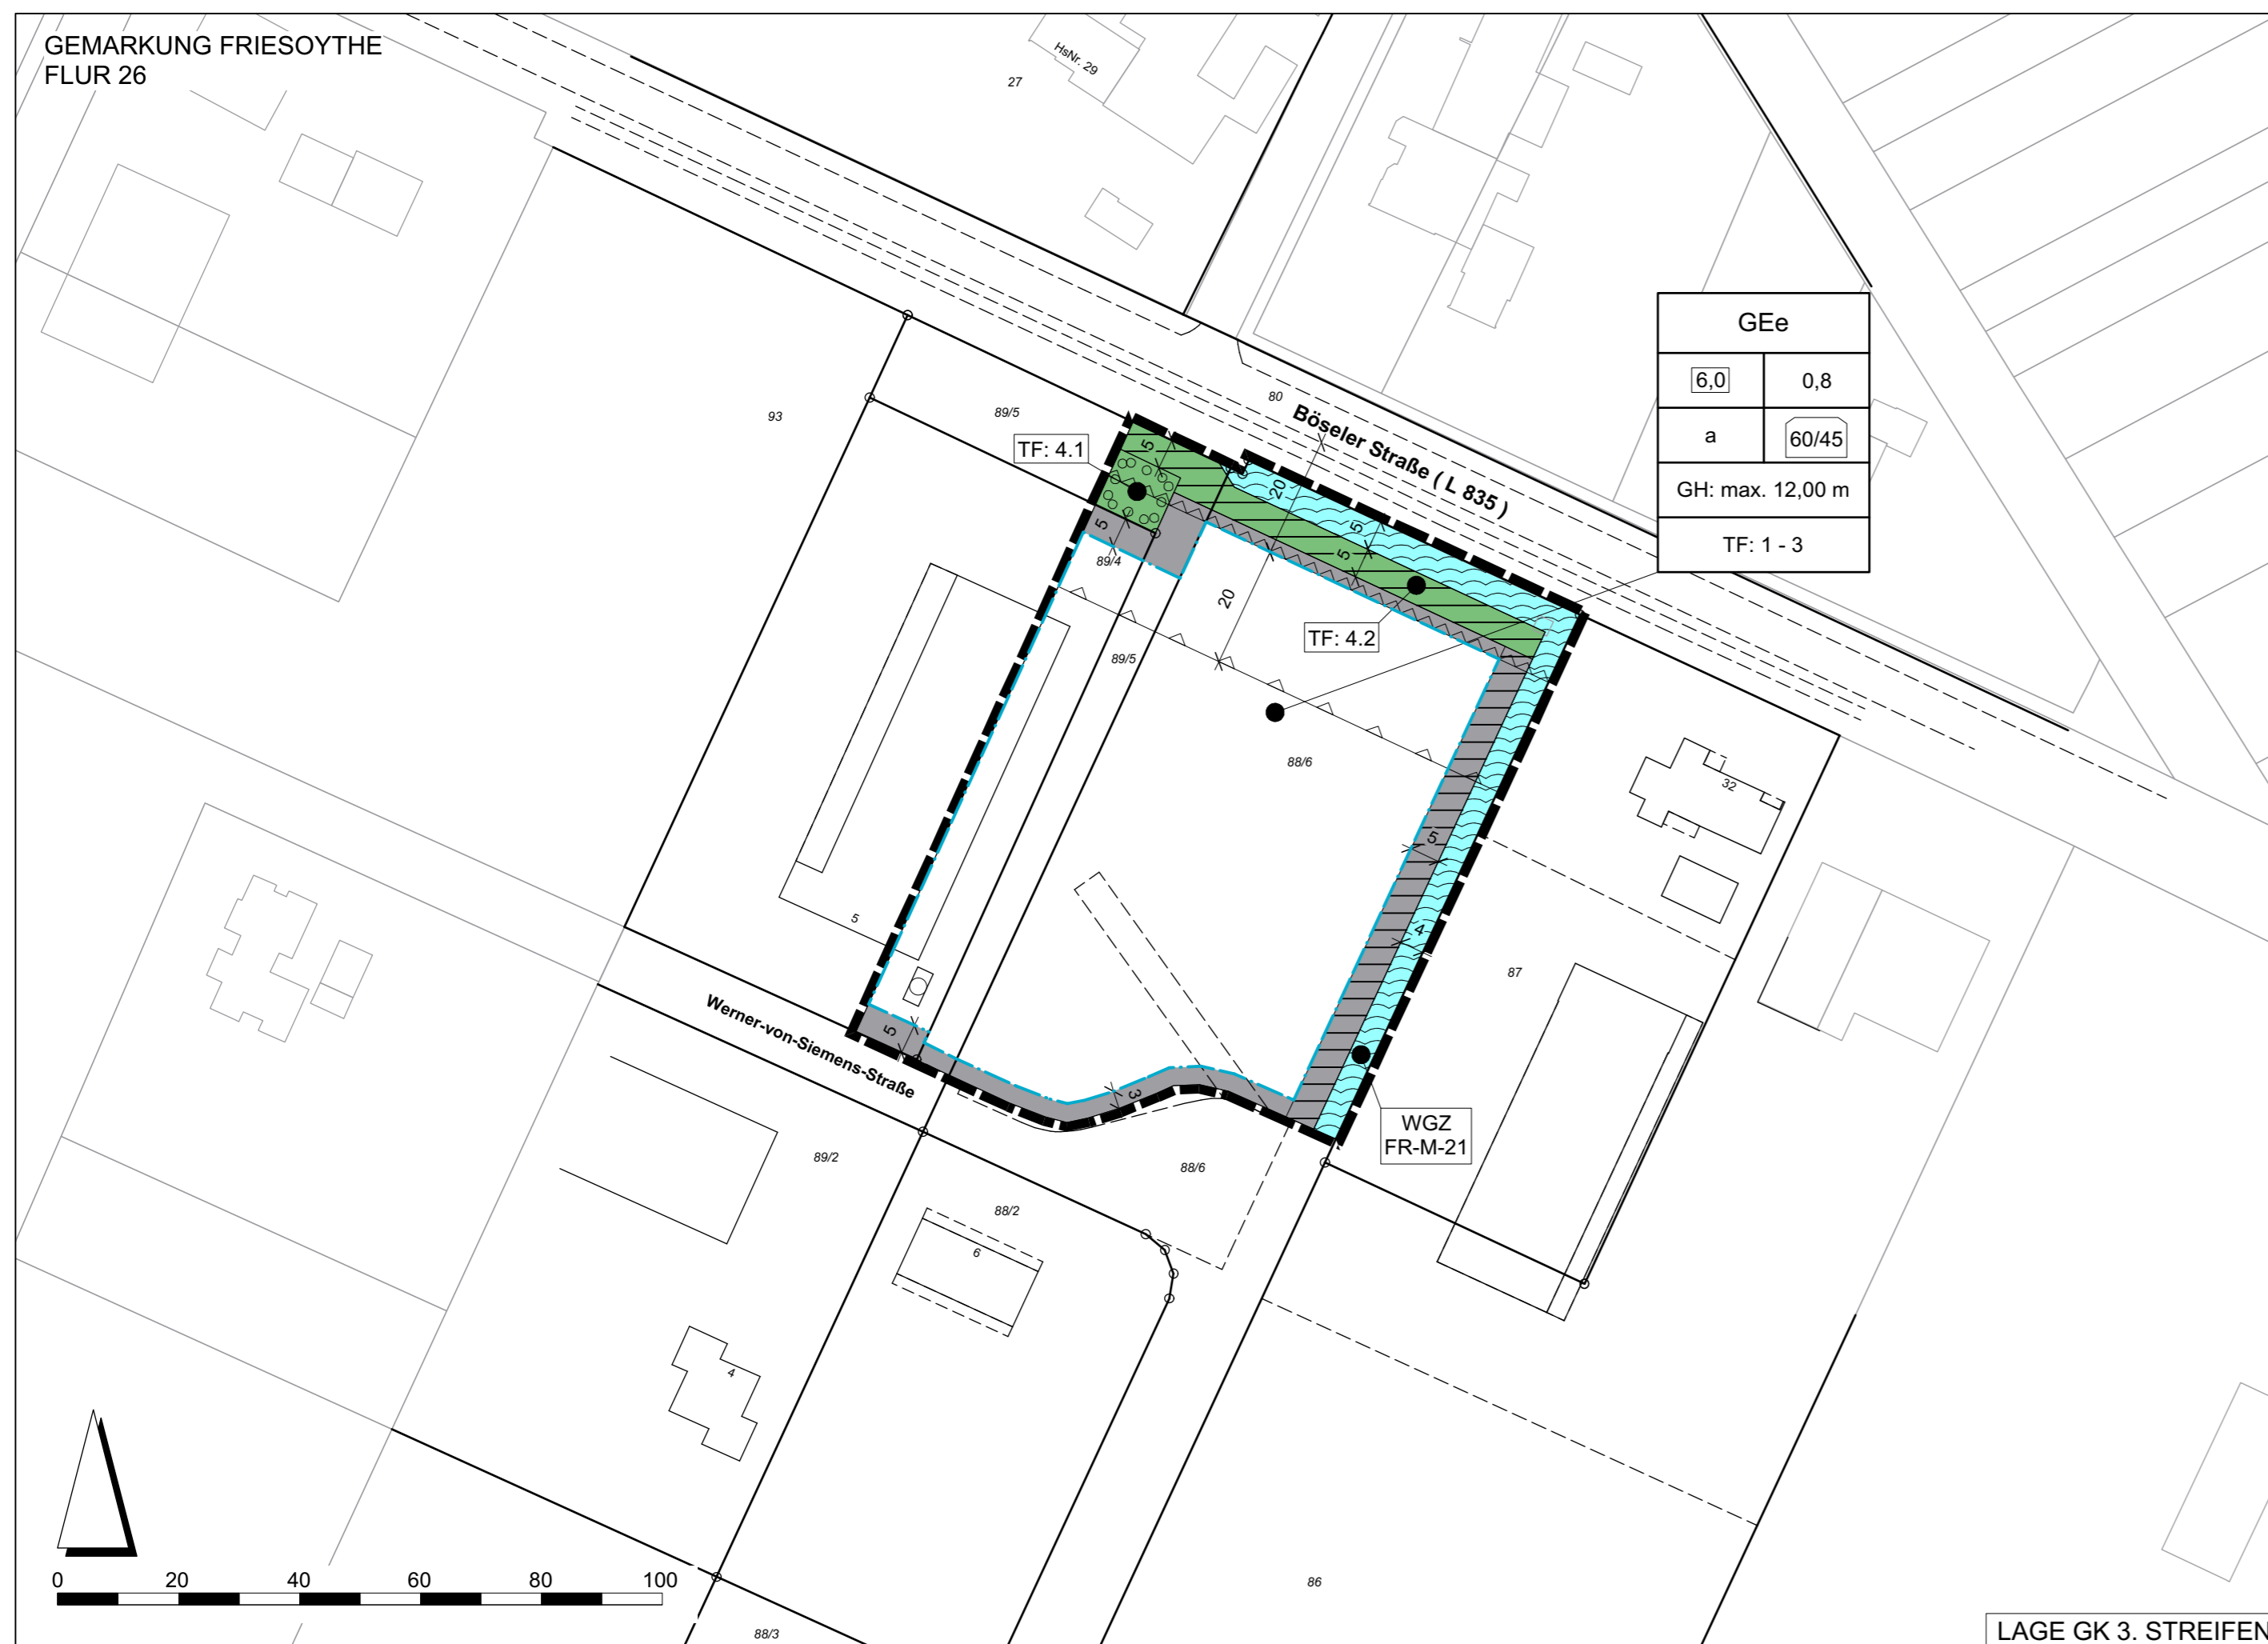 GEMARKUNG FRIESOYTHE
FLUR 26
HsNr. 29
27
GEe
6,0 0,8
a 60/45
GH: max. 12,00 m
TF: 1 - 3
80
Böseler Straße ( L 835 )
93
89/5
TF: 4.1
5
20
5
5
5
89/4
20
TF: 4.2
89/5
88/6
32
5
4
5
87
5
3
Werner-von-Siemens-Straße
WGZ
FR-M-21
89/2
88/6
88/2
6
4
0 20 40 60 80 100
86
88/3
LAGE GK 3. STREIFEN